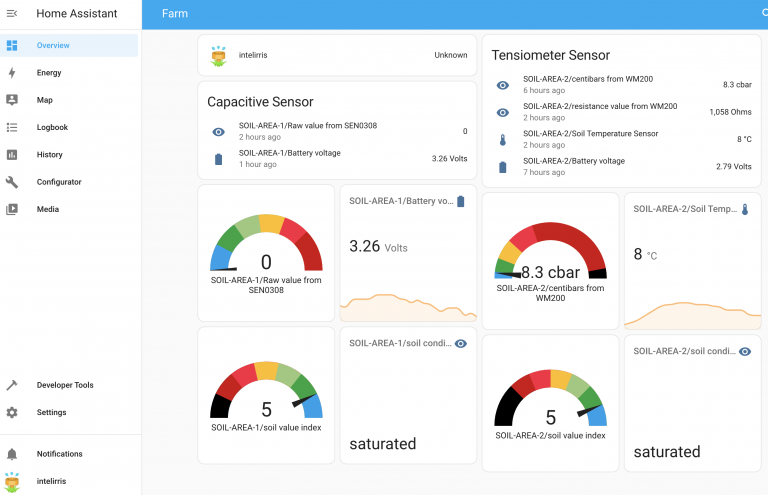 Home Assistant
Overview
Energy
Map
Logbook
History
Configurator
Media
Developer Tools
Settings
Notifications
intelirris
Farm
intelirris
Unknown
Capacitive Sensor
SOIL-AREA-1/Raw value from SEN0308
2 hours ago
0
SOIL-AREA-1/Battery voltage
1 hour ago
3.26 Volts
0
SOIL-AREA-1/Raw value from
SEN0308
SOIL-AREA-1/Battery vo...
3.26 Volts
5
SOIL-AREA-1/soil value index
SOIL-AREA-1/soil condi...
saturated
Tensiometer Sensor
SOIL-AREA-2/centibars from WM200
6 hours ago
8.3 cbar
SOIL-AREA-2/resistance value from WM200
2 hours ago
1,058 Ohms
SOIL-AREA-2/Soil Temperature Sensor
2 hours ago
8 °C
SOIL-AREA-2/Battery voltage
7 hours ago
2.79 Volts
8.3 cbar
SOIL-AREA-2/centibars from
WM200
SOIL-AREA-2/Soil Temp...
8 °C
5
SOIL-AREA-2/soil value index
SOIL-AREA-2/soil condi...
saturated